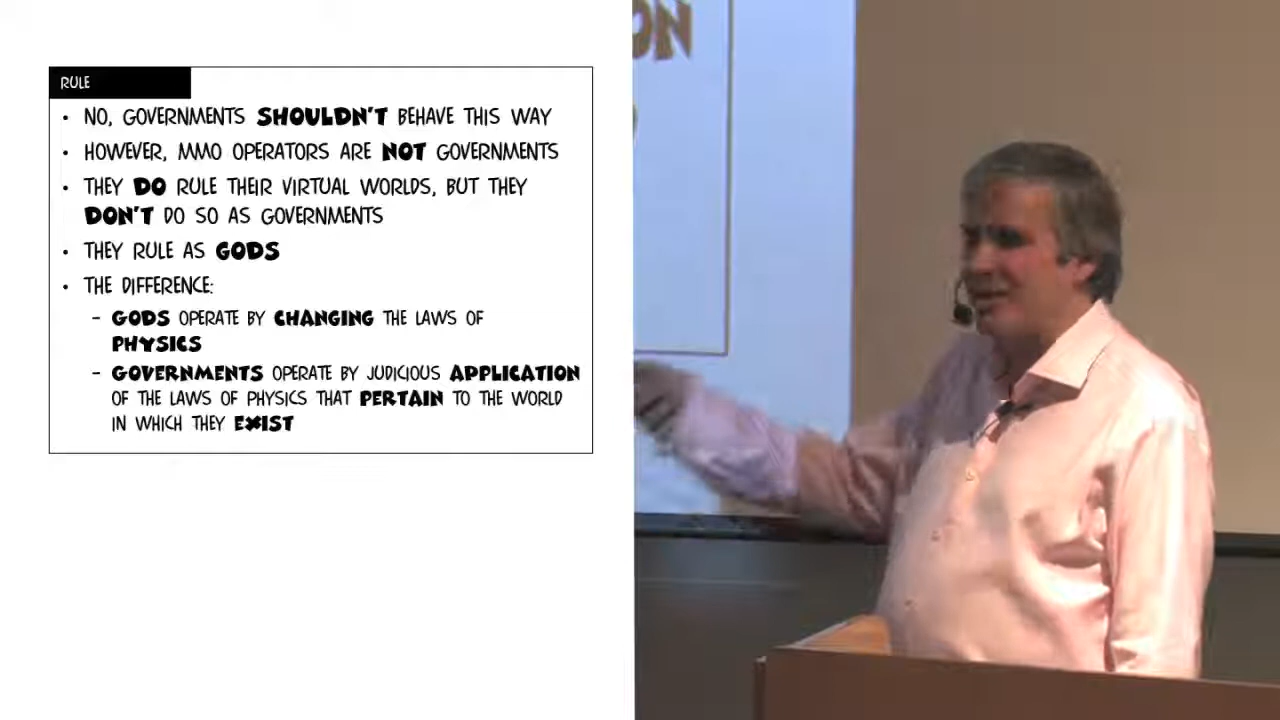 RULE
• NO, GOVERNMENTS SHOULDN'T BEHAVE THIS WAY
• HOWEVER, MMO OPERATORS ARE NOT GOVERNMENTS
• THEY DO RULE THEIR VIRTUAL WORLDS, BUT THEY
DON'T DO SO AS GOVERNMENTS
• THEY RULE AS GODS
• THE DIFFERENCE:
– GODS OPERATE BY CHANGING THE LAWS OF
PHYSICS
– GOVERNMENTS OPERATE BY JUDICIOUS APPLICATION
OF THE LAWS OF PHYSICS THAT PERTAIN TO THE WORLD
IN WHICH THEY EXIST